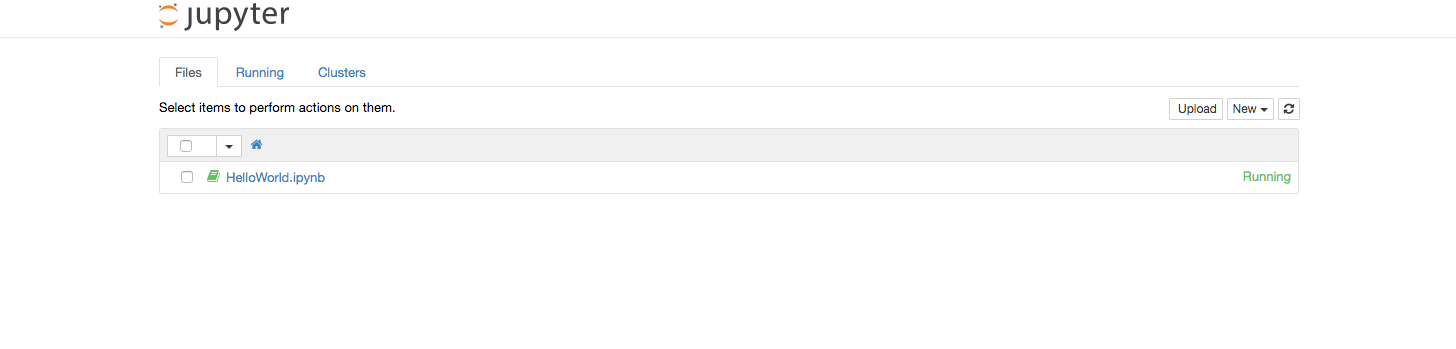 jupyter
Files Running Clusters
Select items to perform actions on them. Upload New
HelloWorld.ipynb Running